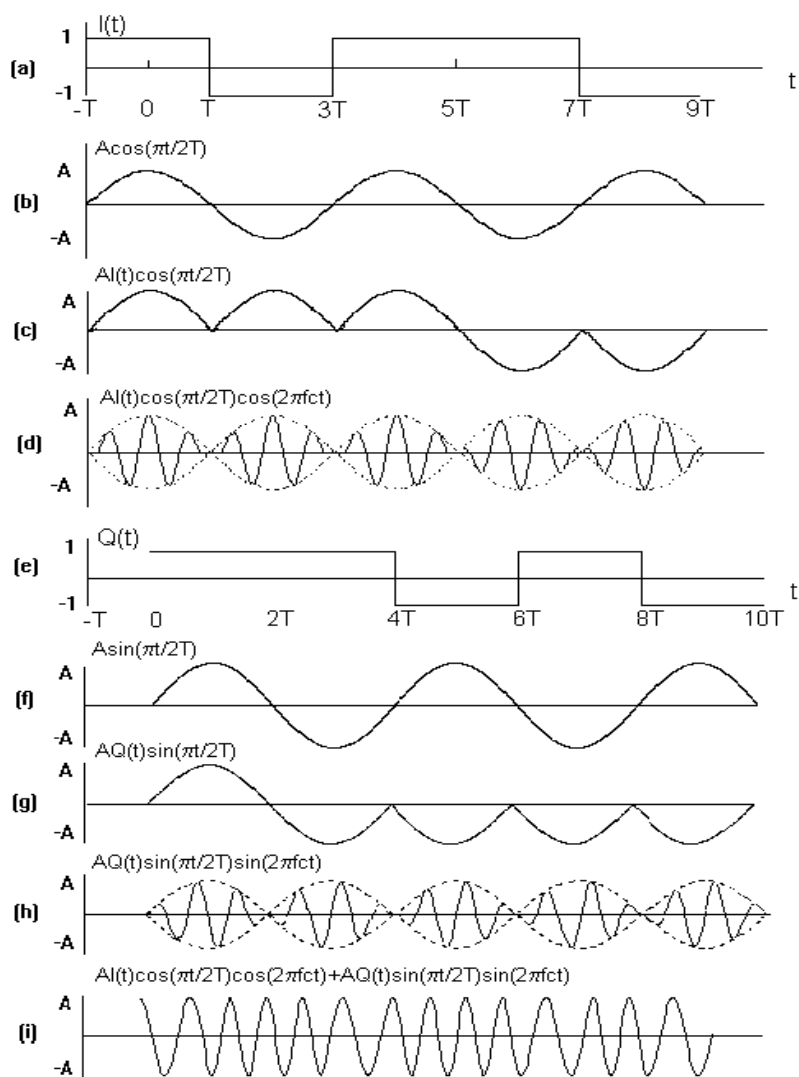 I(t)
1
(a)
-1
-T 0 T 3T 5T 7T 9T t
Acos(πt/2T)
A
(b)
-A
AI(t)cos(πt/2T)
A
(c)
-A
AI(t)cos(πt/2T)cos(2πfct)
A
(d)
-A
Q(t)
1
(e)
-1
-T 0 2T 4T 6T 8T 10T t
Asin(πt/2T)
A
(f)
-A
AQ(t)sin(πt/2T)
A
(g)
-A
AQ(t)sin(πt/2T)sin(2πfct)
A
(h)
-A
AI(t)cos(πt/2T)cos(2πfct)+AQ(t)sin(πt/2T)sin(2πfct)
A
(i)
-A